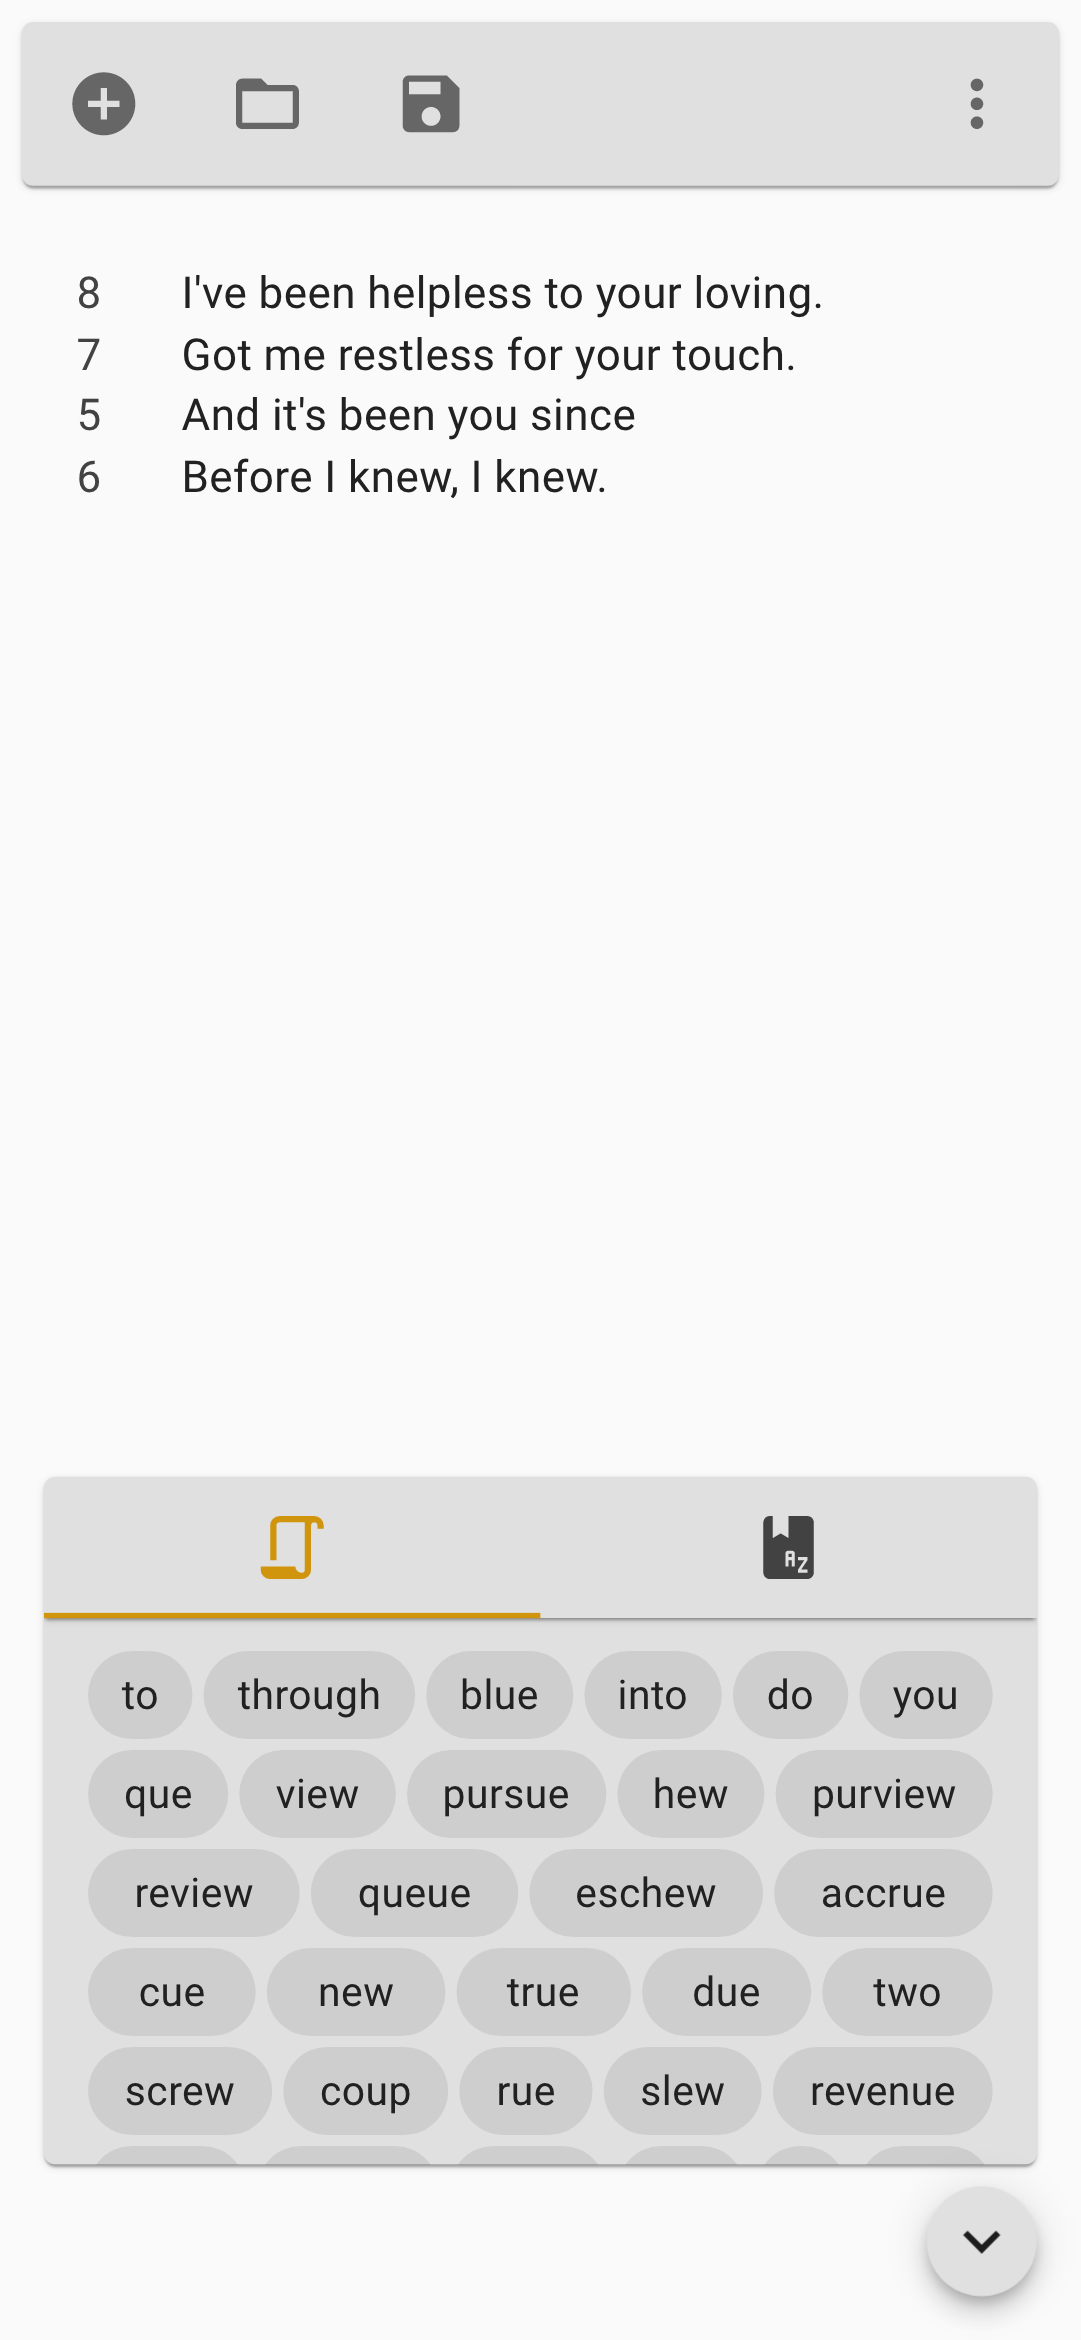 8 I've been helpless to your loving.
7 Got me restless for your touch.
5 And it's been you since
6 Before I knew, I knew.
AZ
to through blue into do you
que view pursue hew purview
review queue eschew accrue
cue new true due two
screw coup rue slew revenue